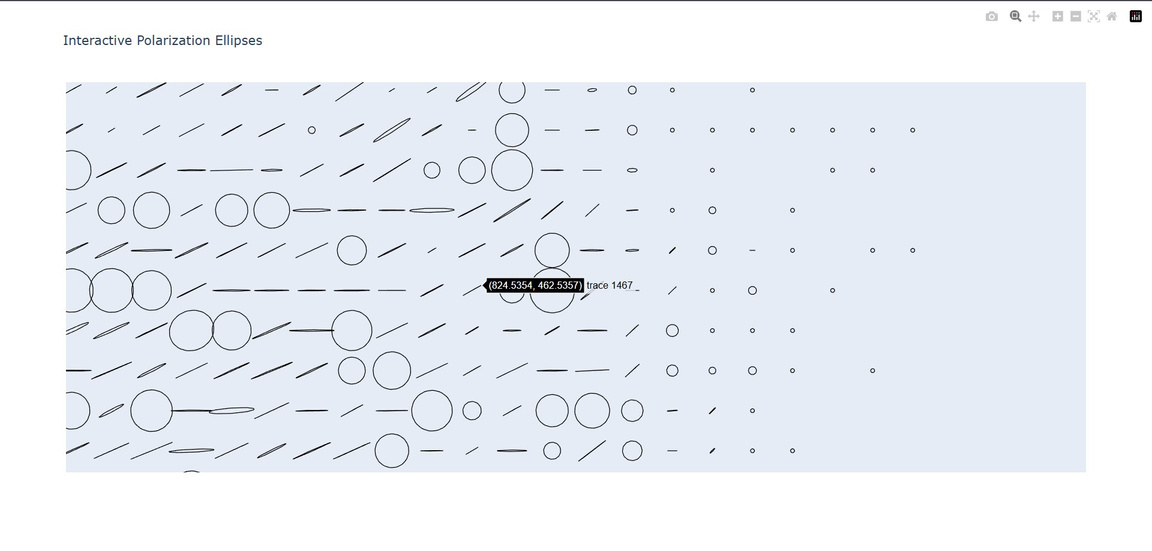 Interactive Polarization Ellipses
(824.5354, 462.5357) trace 1467